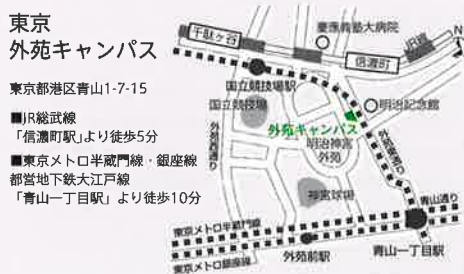 東京
外苑キャンパス
東京都港区青山1-7-15
■JR総武線
「信濃町駅」より徒歩5分
■東京メトロ半蔵門線・銀座線
都営地下鉄大江戸線
「青山一丁目駅」より徒歩10分
千駄ヶ谷
慶應義塾大病院
JR線
N
信濃町
国立競技場駅
国立競技場
明治記念館
外苑キャンパス
明治神宮
外苑
外苑西通り
外苑東通り
神宮球場
青山通り
東京メトロ半蔵門線
外苑前駅
青山一丁目駅
東京メトロ銀座線